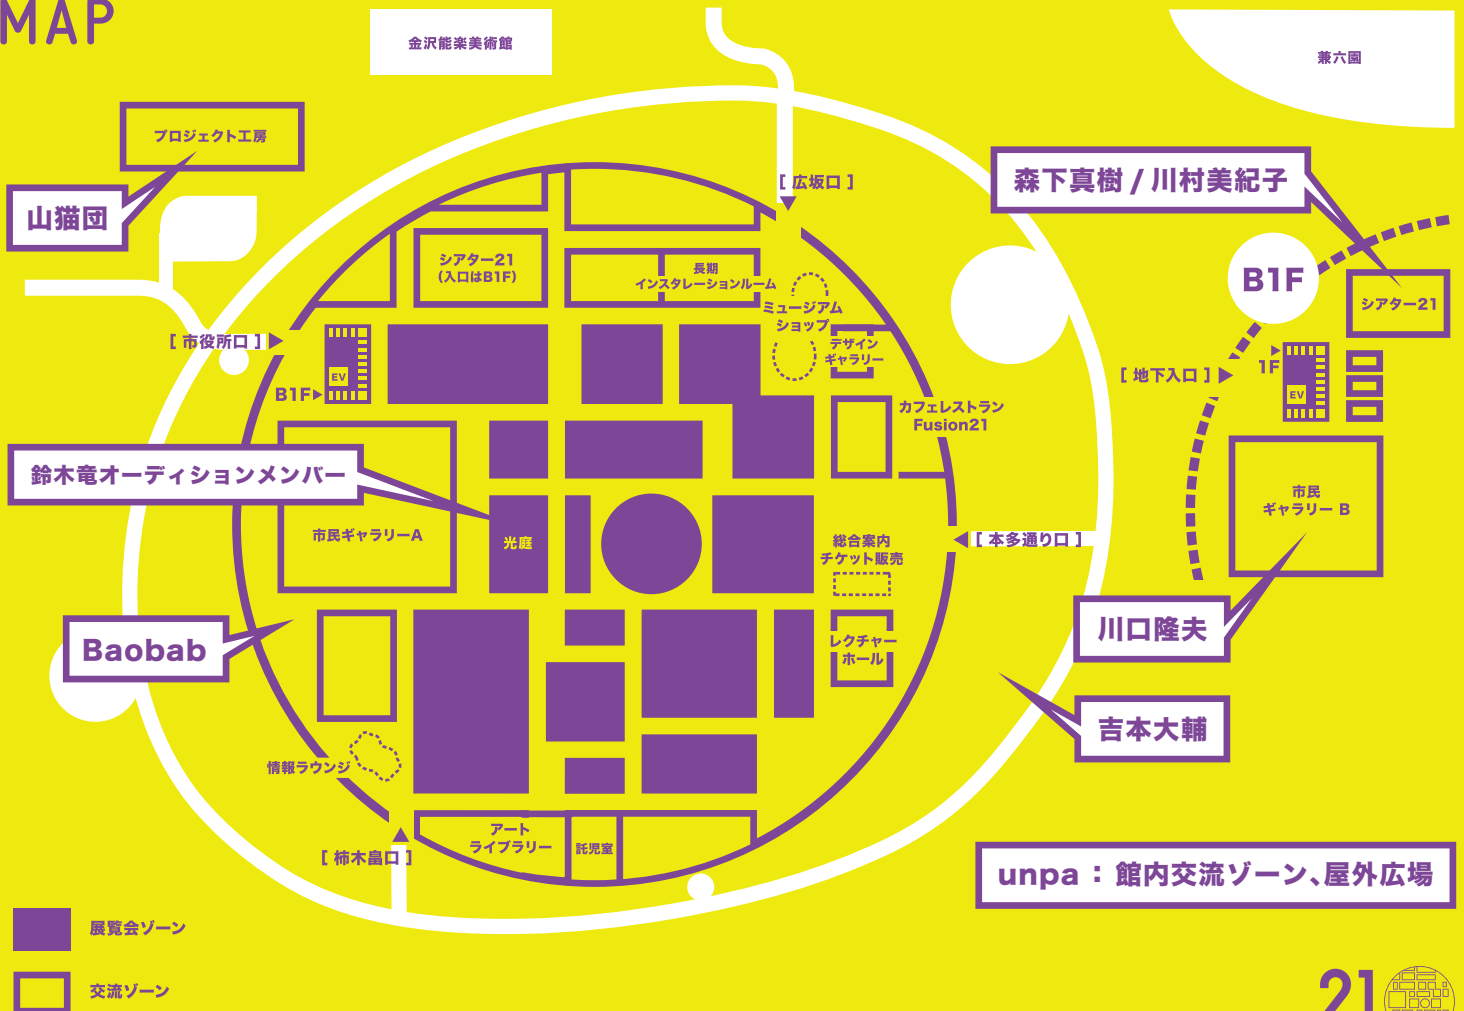 MAP
金沢能楽美術館
兼六園
プロジェクト工房
山猫団
[ 広坂口 ]
森下真樹 / 川村美紀子
シアター21
(入口はB1F)
長期
インスタレーションルーム
ミュージアム
ショップ
B1F
シアター21
[ 市役所口 ]
EV
B1F
デザイン
ギャラリー
[ 地下入口 ]
1F
EV
カフェレストラン
Fusion21
鈴木竜オーディションメンバー
市民ギャラリーA
光庭
市民
ギャラリー B
総合案内
チケット販売
[ 本多通り口 ]
Baobab
レクチャー
ホール
川口隆夫
吉本大輔
情報ラウンジ
アート
ライブラリー
託児室
[ 柿木畠口 ]
unpa : 館内交流ゾーン、屋外広場
展覧会ゾーン
交流ゾーン
21